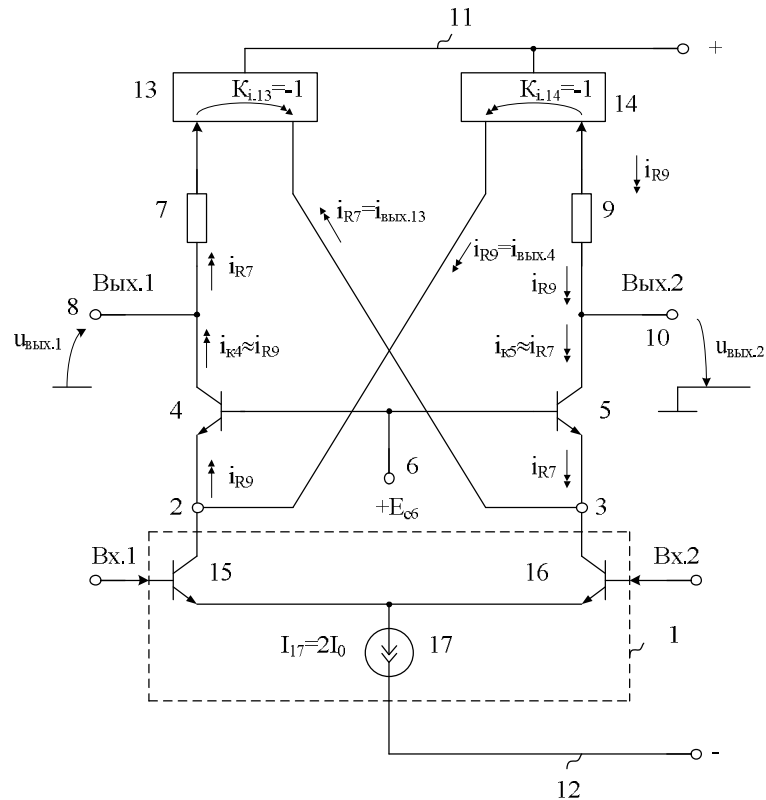 11
+
13
Ki.13=-1
Ki.14=-1
14
iR9
7
iR7=iвых.13
9
iR9=iвых.4
iR7
iR9
Вых.1
Вых.2
8
10
uвых.1
iк4≈iR9
iк5≈iR7
uвых.2
4
5
iR9
6
iR7
2
+Ec6
3
Вх.1
15
16
Вх.2
I17=2I0
17
1
-
12